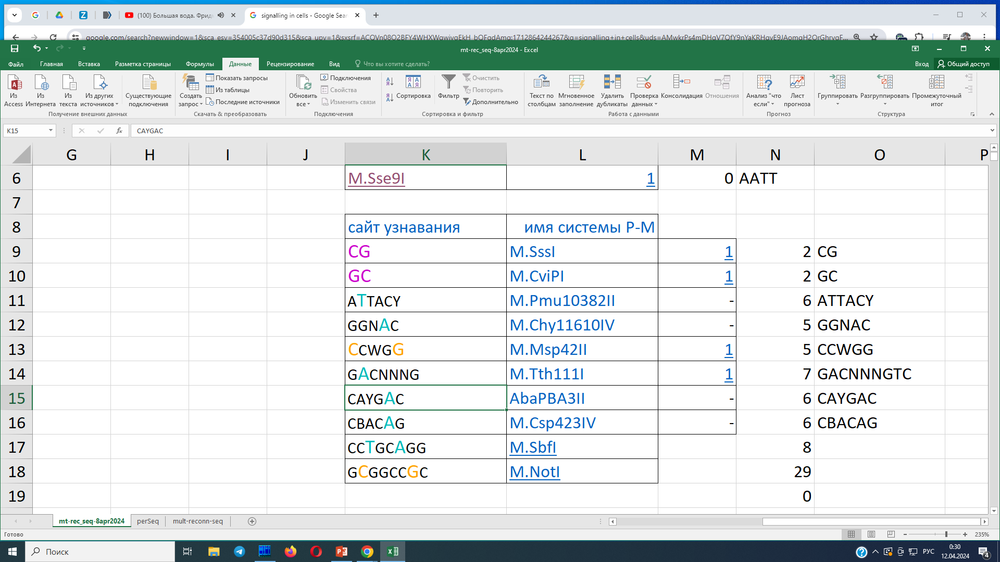 (100) Большая вода. Фрид
signalling in cells - Google Sear
google.com/search?newwindow=1&sca_esv=354005c37d90d315&sca_upv=1&sxsrf=
mt-rec_seq-8apr2024 - Excel
Файл Главная Вставка Разметка страницы Формулы Данные Рецензирование Вид Что вы хотите сделать? Вход Общий доступ
Из Access
Из Интернета
Из текста
Из других источников
Существующие подключения
Получение внешних данных
Создать запрос
Показать запросы
Из таблицы
Последние источники
Скачать & преобразовать
Обновить все
Подключения
Свойства
Изменить связи
Подключения
Сортировка
Фильтр
Очистить
Повторить
Дополнительно
Сортировка и фильтр
Текст по столбцам
Мгновенное заполнение
Удалить дубликаты
Проверка данных
Консолидация
Отношения
Работа с данными
Анализ "что если"
Лист прогноза
Прогноз
Группировать
Разгруппировать
Промежуточный итог
Структура
K15 fx CAYGAC
G H I J K L M N O P
6 M.Sse9I 1 0 AATT
7
8 сайт узнавания имя системы Р-М
9 CG M.SssI 1 2 CG
10 GC M.CviPI 1 2 GC
11 ATTACY M.Pmu10382II - 6 ATTACY
12 GGNAC M.Chy11610IV - 5 GGNAC
13 CCWGG M.Msp42II 1 5 CCWGG
14 GACNNNG M.Tth111I 1 7 GACNNNGTC
15 CAYGAC AbaPBA3II - 6 CAYGAC
16 CBACAG M.Csp423IV - 6 CBACAG
17 CCTGCAGG M.SbfI 8
18 GCGGCCGC M.NotI 29
19 0
mt-rec_seq-8apr2024 perSeq mult-reconn-seq
Готово 235%
Поиск
РУС
0:30
12.04.2024
4